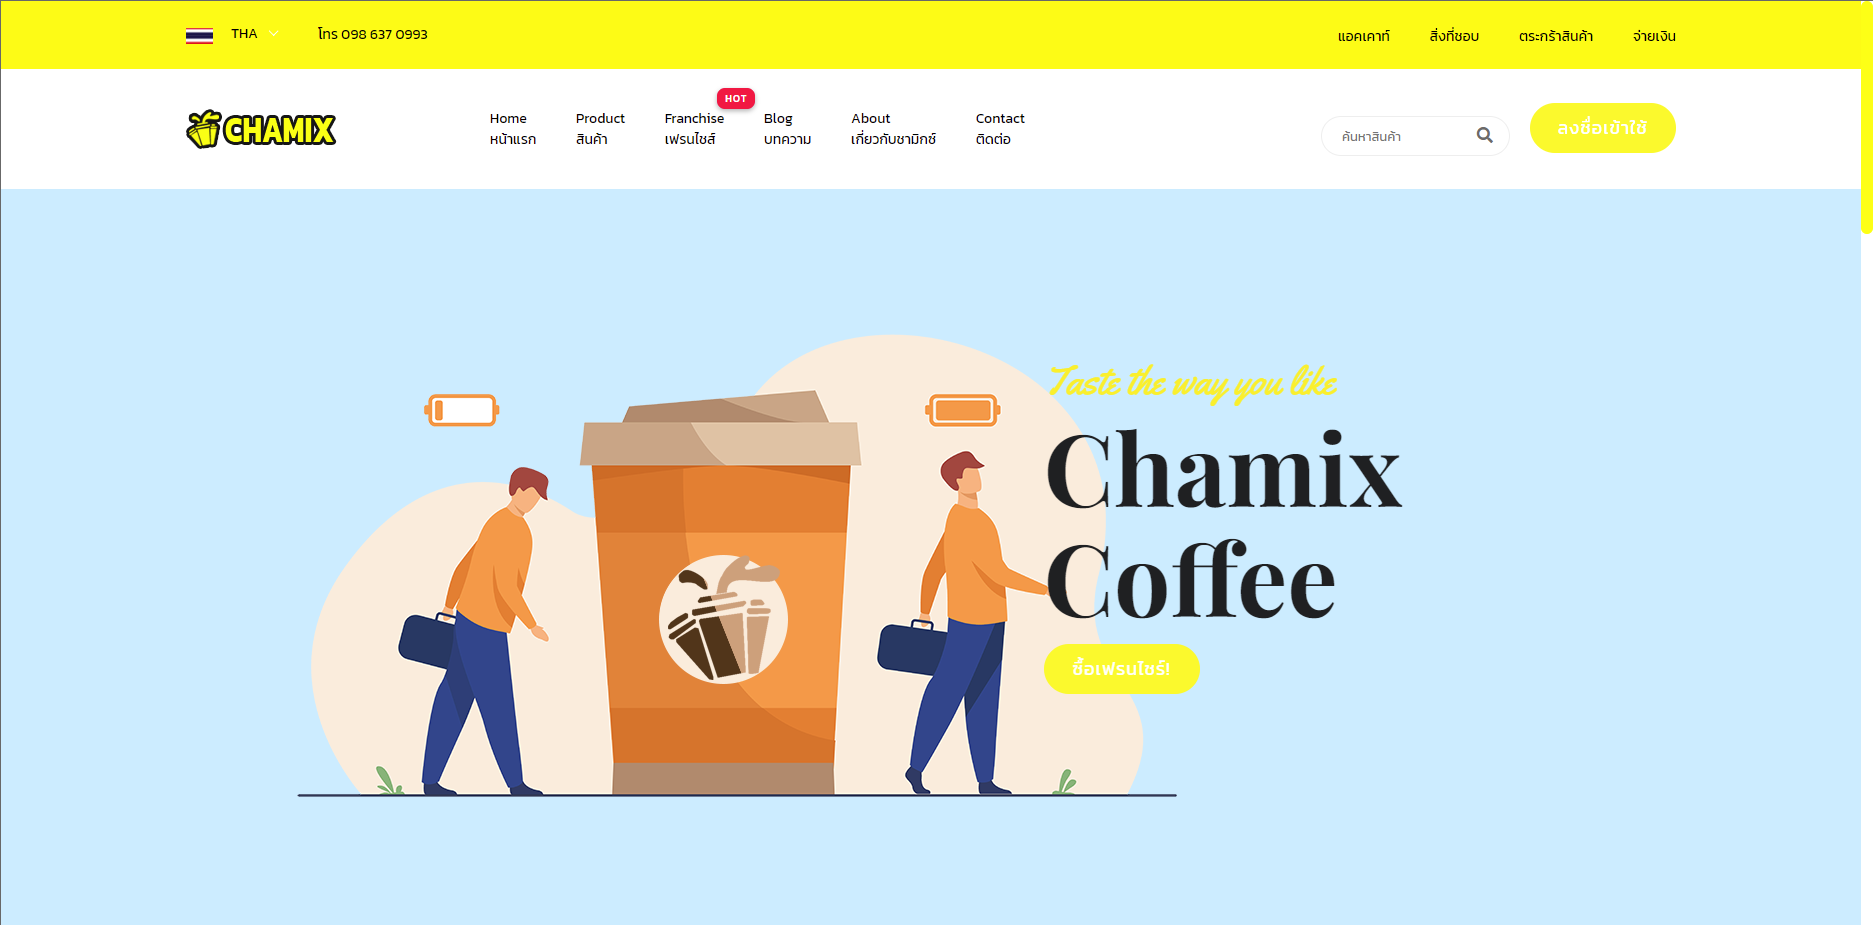 THA
โทร 098 637 0993
แอคเคาท์
สิ่งที่ชอบ
ตระกร้าสินค้า
จ่ายเงิน
CHAMIX
HOT
Home
หน้าแรก
Product
สินค้า
Franchise
เฟรนไชส์
Blog
บทความ
About
เกี่ยวกับชามิกซ์
Contact
ติดต่อ
ค้นหาสินค้า
ลงชื่อเข้าใช้
Taste the way you like
Chamix
Coffee
ซื้อเฟรนไชร์!